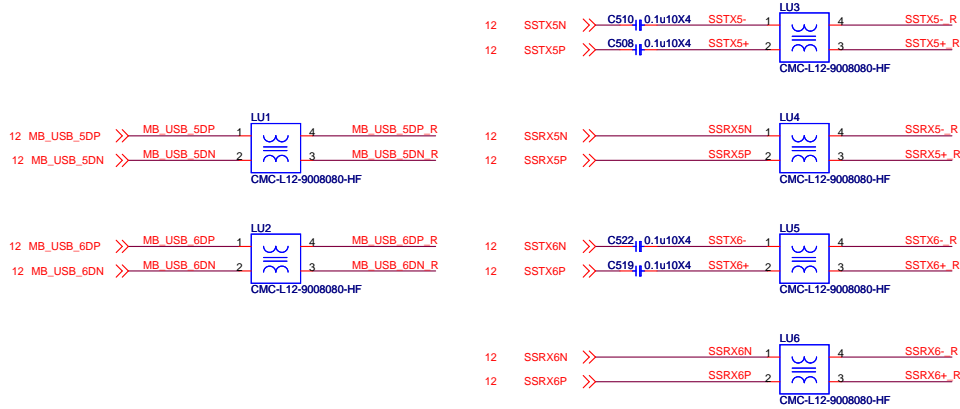 LU3
12 SSTX5N C510 0.1u10X4 SSTX5- 1 4 SSTX5-_R
12 SSTX5P C508 0.1u10X4 SSTX5+ 2 3 SSTX5+_R
CMC-L12-9008080-HF
LU1
12 MB_USB_5DP MB_USB_5DP 1 4 MB_USB_5DP_R
12 MB_USB_5DN MB_USB_5DN 2 3 MB_USB_5DN_R
CMC-L12-9008080-HF
LU4
12 SSRX5N SSRX5N 1 4 SSRX5-_R
12 SSRX5P SSRX5P 2 3 SSRX5+_R
CMC-L12-9008080-HF
LU2
12 MB_USB_6DP MB_USB_6DP 1 4 MB_USB_6DP_R
12 MB_USB_6DN MB_USB_6DN 2 3 MB_USB_6DN_R
CMC-L12-9008080-HF
LU5
12 SSTX6N C522 0.1u10X4 SSTX6- 1 4 SSTX6-_R
12 SSTX6P C519 0.1u10X4 SSTX6+ 2 3 SSTX6+_R
CMC-L12-9008080-HF
LU6
12 SSRX6N SSRX6N 1 4 SSRX6-_R
12 SSRX6P SSRX6P 2 3 SSRX6+_R
CMC-L12-9008080-HF